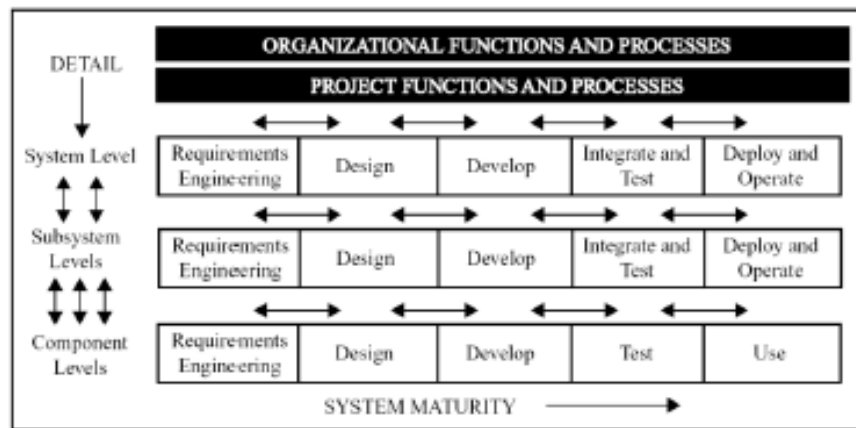 ORGANIZATIONAL FUNCTIONS AND PROCESSES
DETAIL
PROJECT FUNCTIONS AND PROCESSES
System Level
Requirements
Engineering
Design
Develop
Integrate and
Test
Deploy and
Operate
Subsystem
Levels
Requirements
Engineering
Design
Develop
Integrate and
Test
Deploy and
Operate
Component
Levels
Requirements
Engineering
Design
Develop
Test
Use
SYSTEM MATURITY